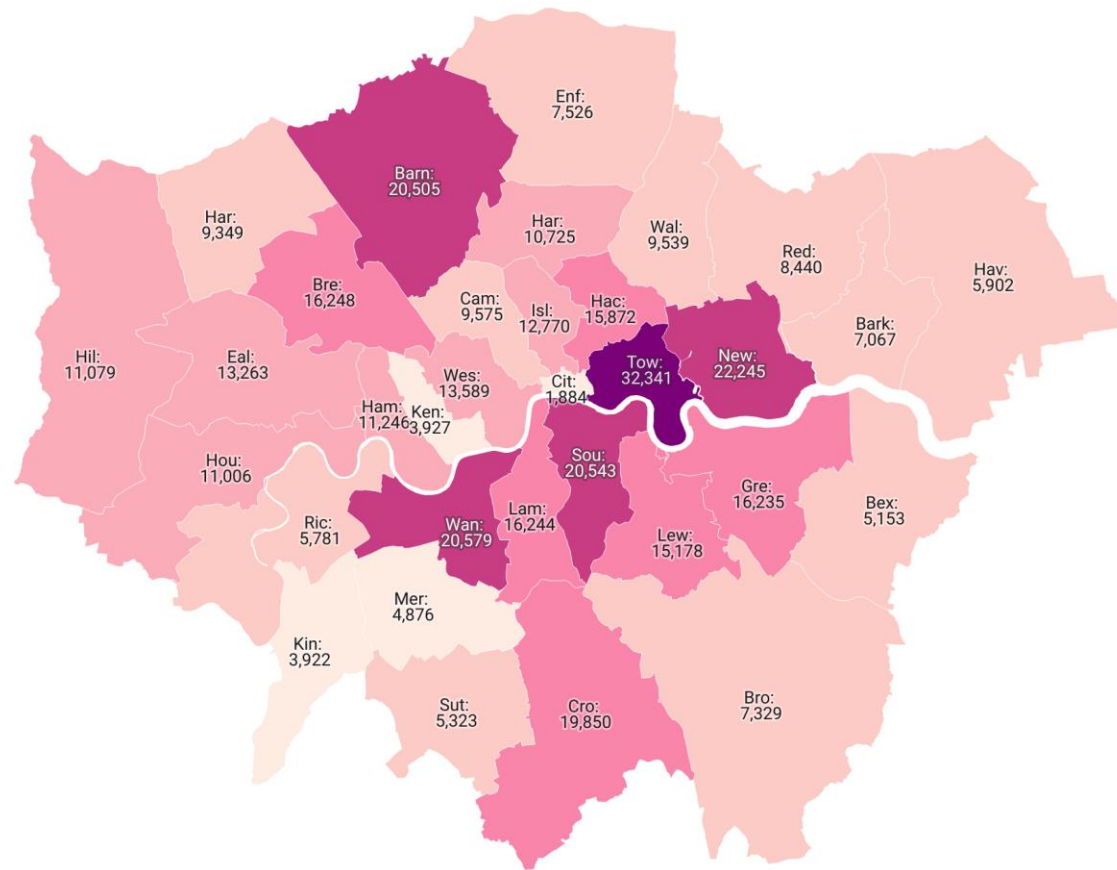 Enf:
7,526
Barn:
20,505
Har:
9,349
Har:
10,725
Wal:
9,539
Red:
8,440
Hav:
5,902
Bre:
16,248
Cam:
9,575
Isl:
12,770
Hac:
15,872
Bark:
7,067
Hil:
11,079
Eal:
13,263
Wes:
13,589
Cit:
1,884
Tow:
32,341
New:
22,245
Ham:
11,246
Ken:
3,927
Hou:
11,006
Sou:
20,543
Gre:
16,235
Bex:
5,153
Ric:
5,781
Wan:
20,579
Lam:
16,244
Lew:
15,178
Mer:
4,876
Kin:
3,922
Sut:
5,323
Cro:
19,850
Bro:
7,329